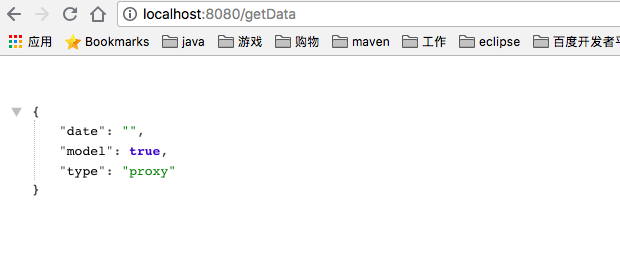 localhost:8080/getData
应用 Bookmarks java 游戏 购物 maven 工作 eclipse 百度开发者平
{
"date": "",
"model": true,
"type": "proxy"
}